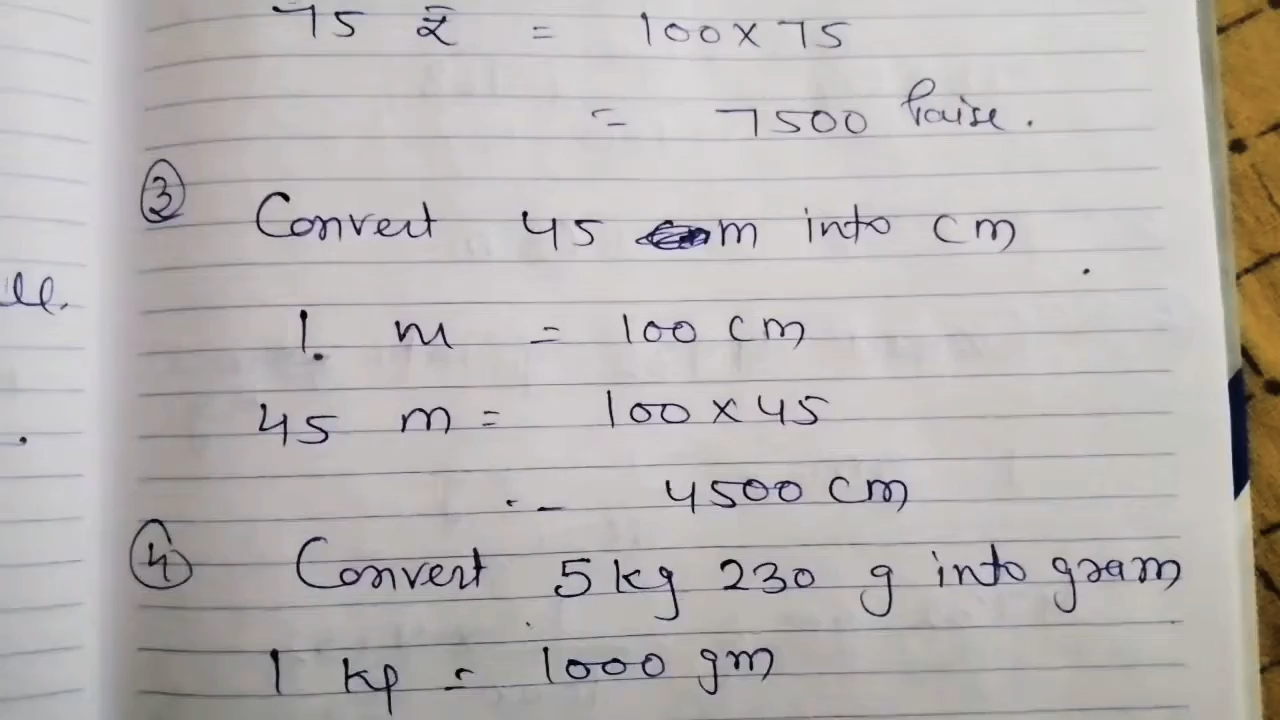 75 ₹ = 100 x 75
= 7500 Paise.
③ Convert 45 m into cm
1. m = 100 cm
45 m = 100 x 45
= 4500 cm
④ Convert 5 kg 230 g into gram
1 kg = 1000 gm